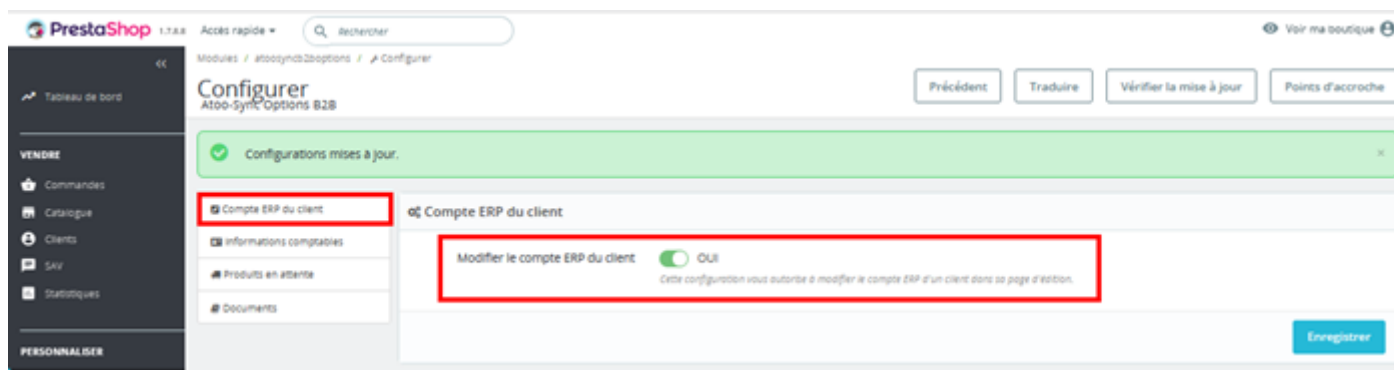 PrestaShop 1.7.8.8 Accès rapide Rechercher Voir ma boutique
Modules / atoosyncb2boptions / Configurer
Configurer
Atoo-Sync Options B2B
Précédent Traduire Vérifier la mise à jour Points d'accroche
Tableau de bord
VENDRE
Commandes
Catalogue
Clients
SAV
Statistiques
PERSONNALISER
Configurations mises à jour.
Compte ERP du client
Informations comptables
Produits en attente
Documents
Compte ERP du client
Modifier le compte ERP du client OUI
Cette configuration vous autorise à modifier le compte ERP d'un client dans sa page d'édition.
Enregistrer